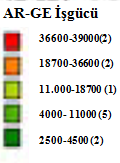 AR-GE İşgücü
36600-39000(2)
18700-36600 (2)
11.000-18700 (1)
4000- 11000 (5)
2500-4500 (2)